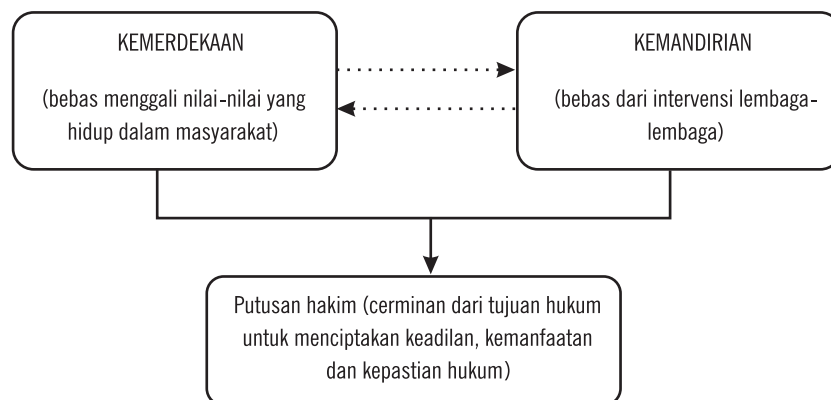 KEMERDEKAAN
(bebas menggali nilai-nilai yang
hidup dalam masyarakat)
KEMANDIRIAN
(bebas dari intervensi lembaga-
lembaga)
Putusan hakim (cerminan dari tujuan hukum
untuk menciptakan keadilan, kemanfaatan
dan kepastian hukum)